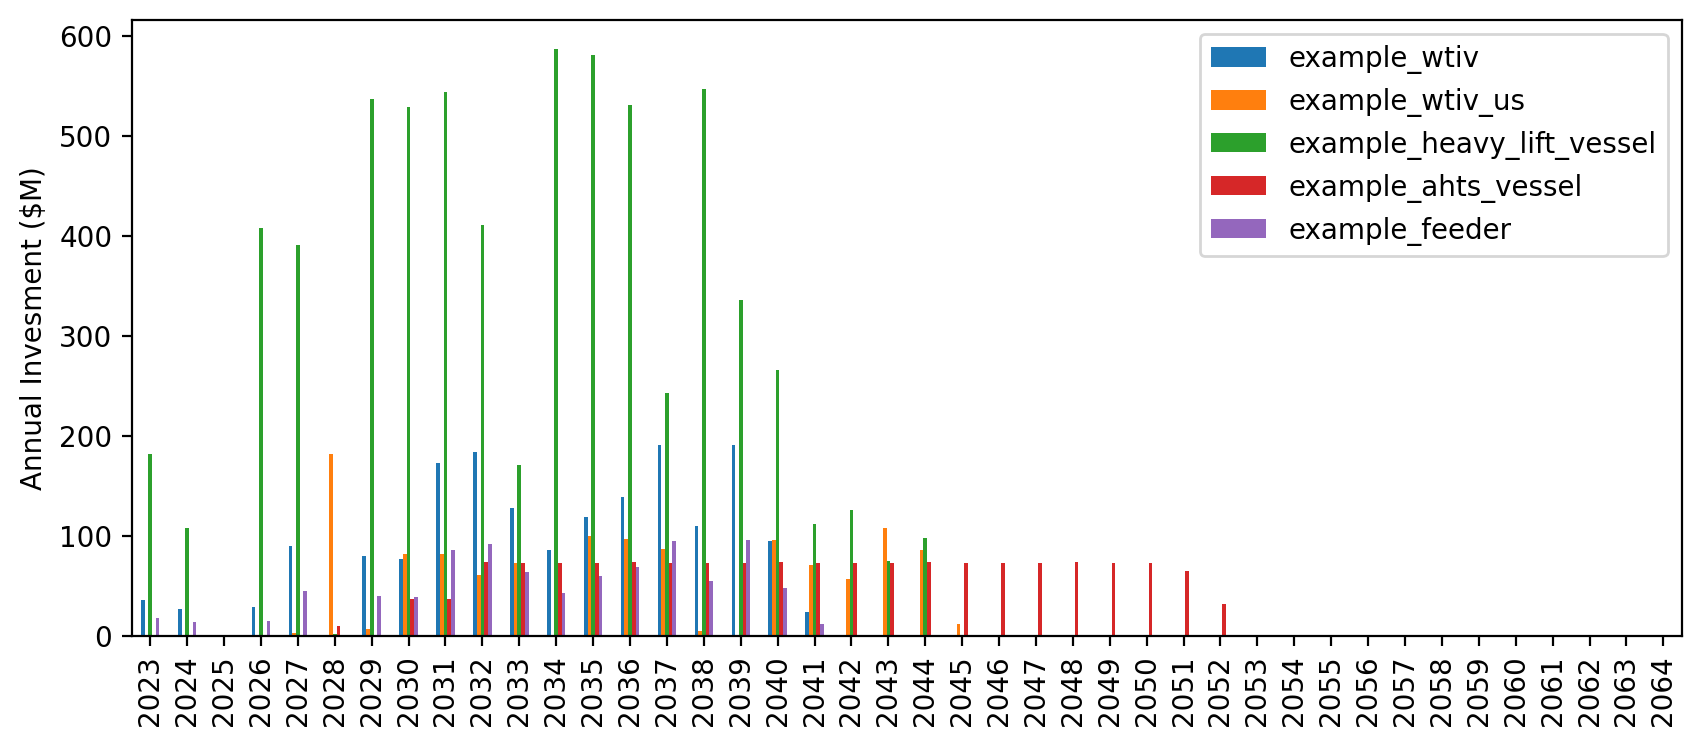 Annual Invesment ($M)
600
500
400
300
200
100
0
example_wtiv
example_wtiv_us
example_heavy_lift_vessel
example_ahts_vessel
example_feeder
2023 2024 2025 2026 2027 2028 2029 2030 2031 2032 2033 2034 2035 2036 2037 2038 2039 2040 2041 2042 2043 2044 2045 2046 2047 2048 2049 2050 2051 2052 2053 2054 2055 2056 2057 2058 2059 2060 2061 2062 2063 2064